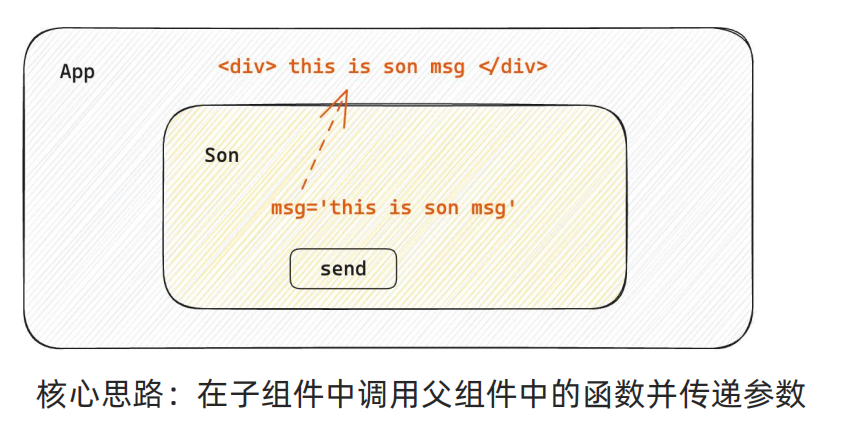 App
<div> this is son msg </div>
Son
msg='this is son msg'
send
核心思路：在子组件中调用父组件中的函数并传递参数